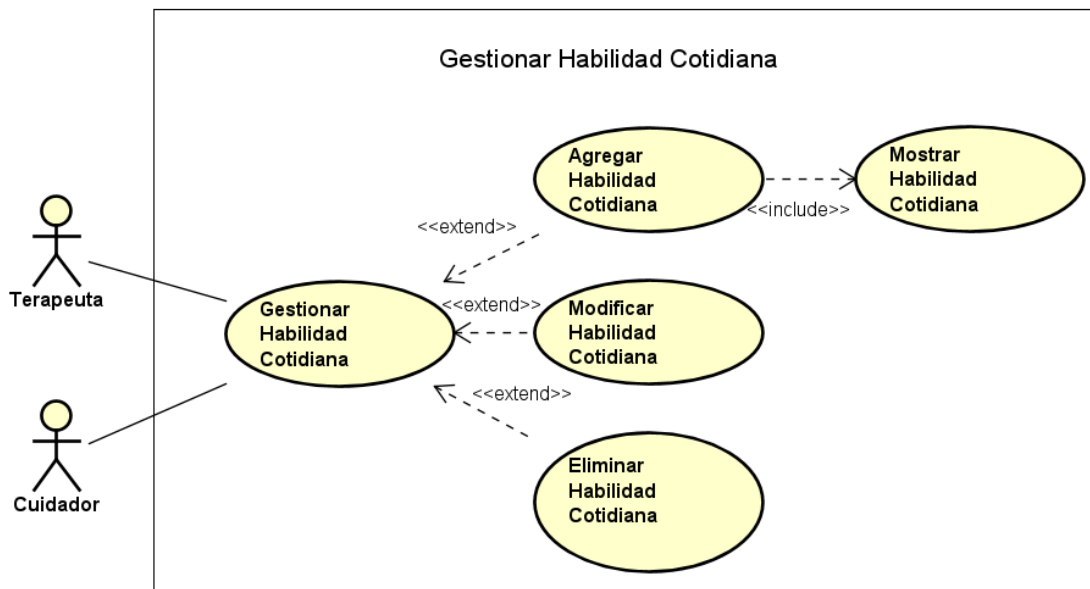 Gestionar Habilidad Cotidiana
Agregar
Habilidad
Cotidiana
Mostrar
Habilidad
Cotidiana
<<include>>
<<extend>>
Terapeuta
Gestionar
Habilidad
Cotidiana
<<extend>>
Modificar
Habilidad
Cotidiana
<<extend>>
Cuidador
Eliminar
Habilidad
Cotidiana